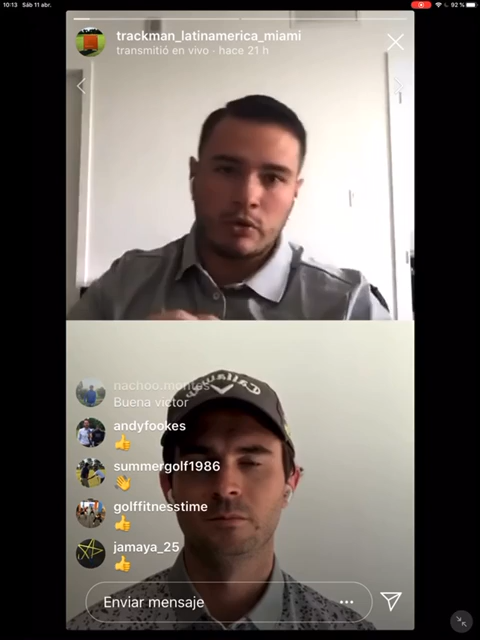 10:13 Sáb 11 abr.
92 %
trackman_latinamerica_miami
transmitió en vivo · hace 21 h
nachoo.montes
Buena victor
Callaway
andyfookes
summergolf1986
golffitnesstime
jamaya_25
Enviar mensaje